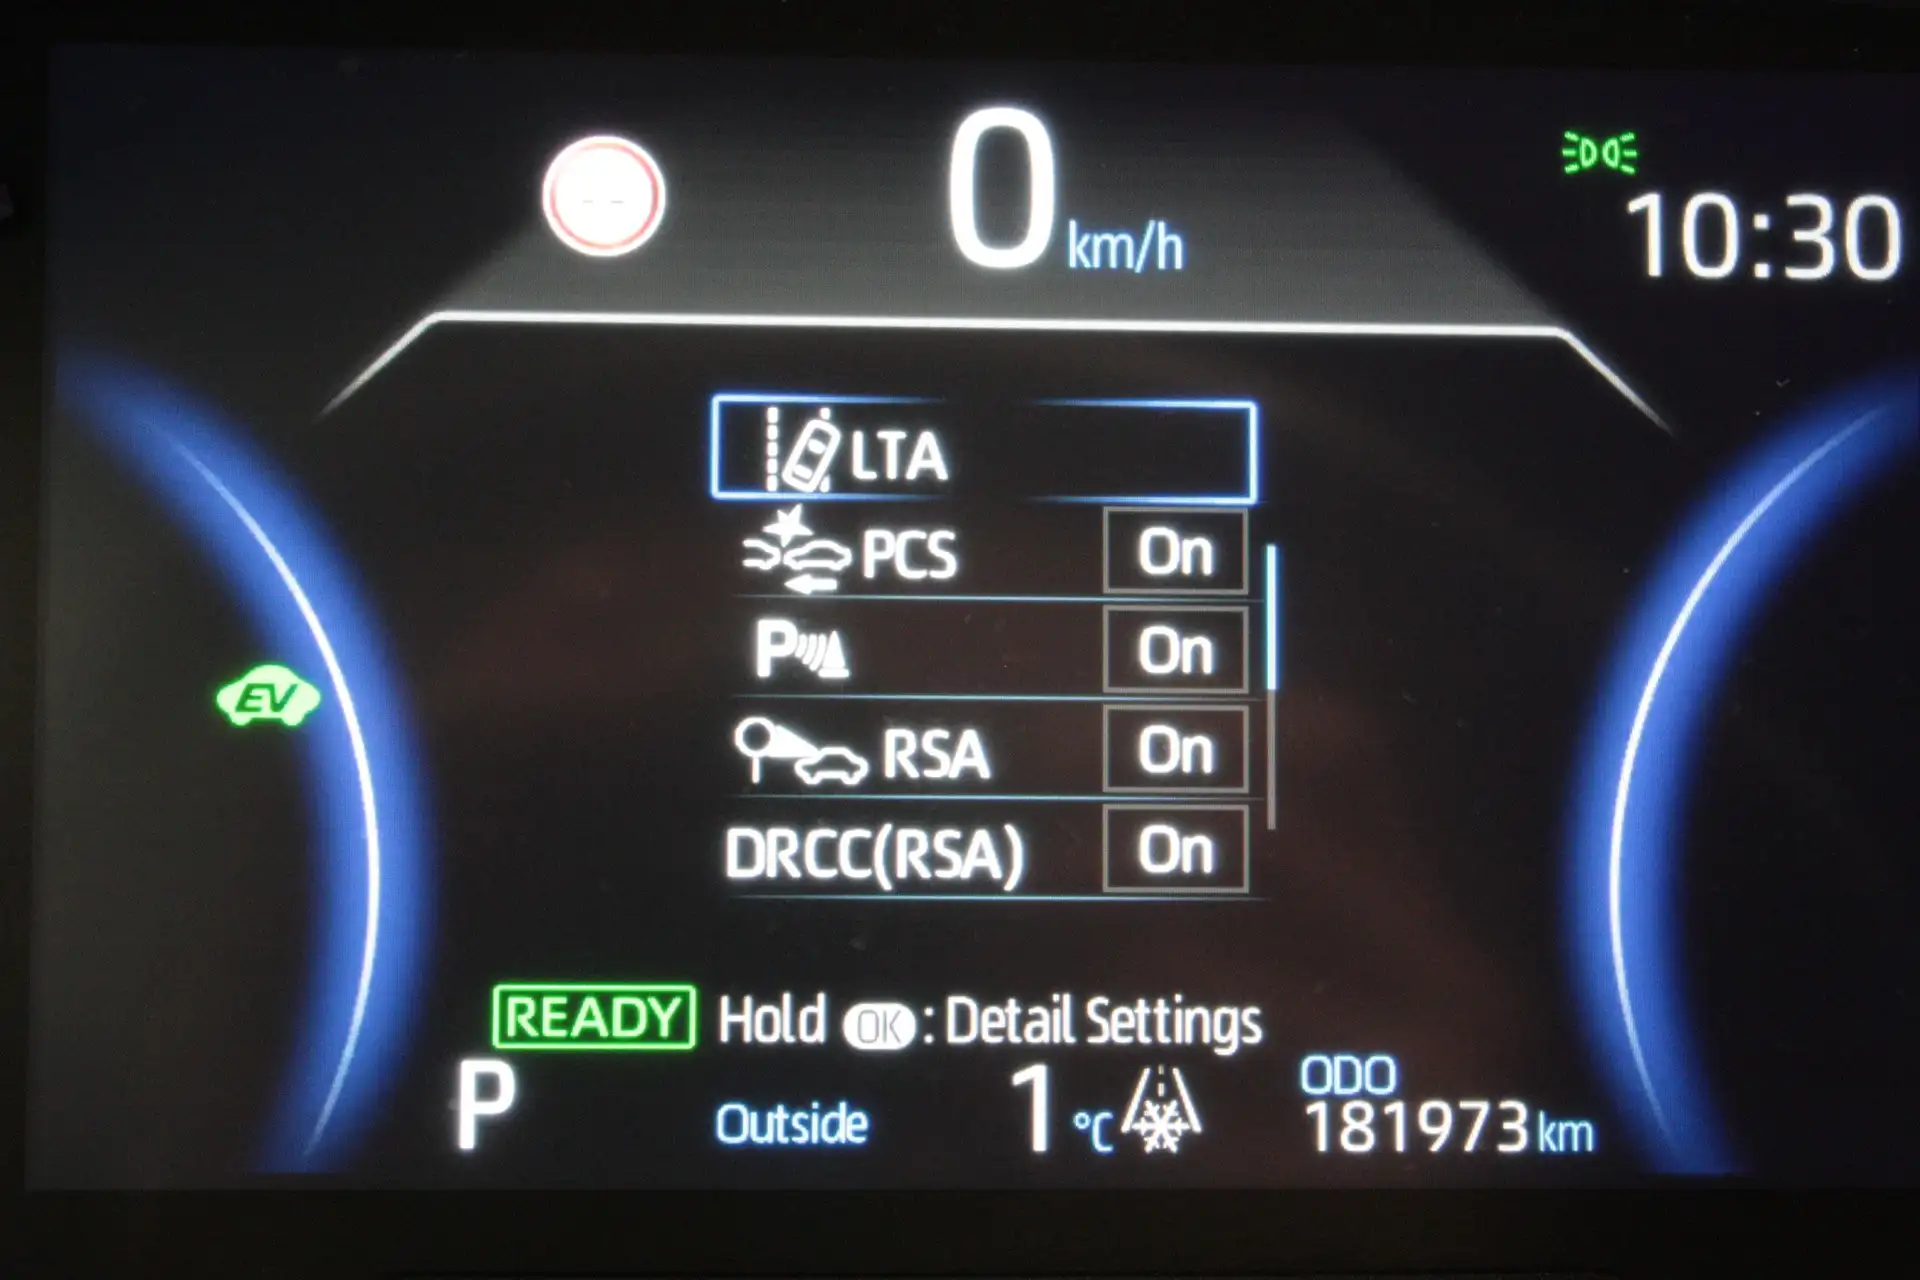 -- 
0 km/h
10:30
LTA
PCS On
P On
RSA On
DRCC(RSA) On
EV
READY Hold OK : Detail Settings
P
Outside 1 °C
ODO
181973 km